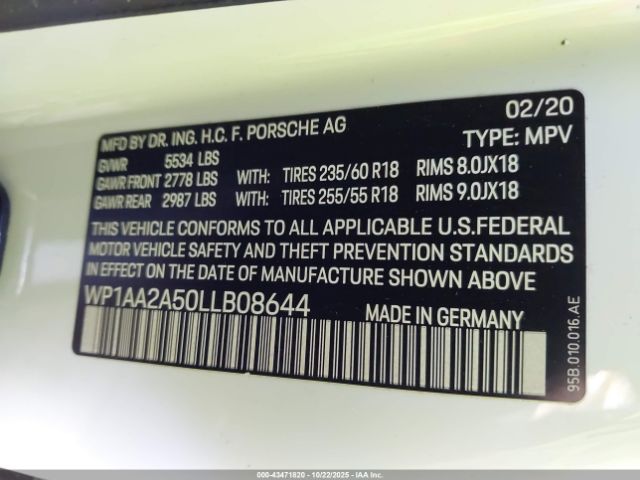 02/20
MFD BY DR. ING. H.C. F. PORSCHE AG
TYPE: MPV
GVWR 5534 LBS
GAWR FRONT 2778 LBS WITH: TIRES 235/60 R18 RIMS 8.0JX18
GAWR REAR 2987 LBS WITH: TIRES 255/55 R18 RIMS 9.0JX18
THIS VEHICLE CONFORMS TO ALL APPLICABLE U.S.FEDERAL
MOTOR VEHICLE SAFETY AND THEFT PREVENTION STANDARDS
IN EFFECT ON THE DATE OF MANUFACTURE SHOWN ABOVE
WP1AA2A50LLB08644 MADE IN GERMANY
95B.010.016.AE
000-43471820 - 10/22/2025 - IAA Inc.